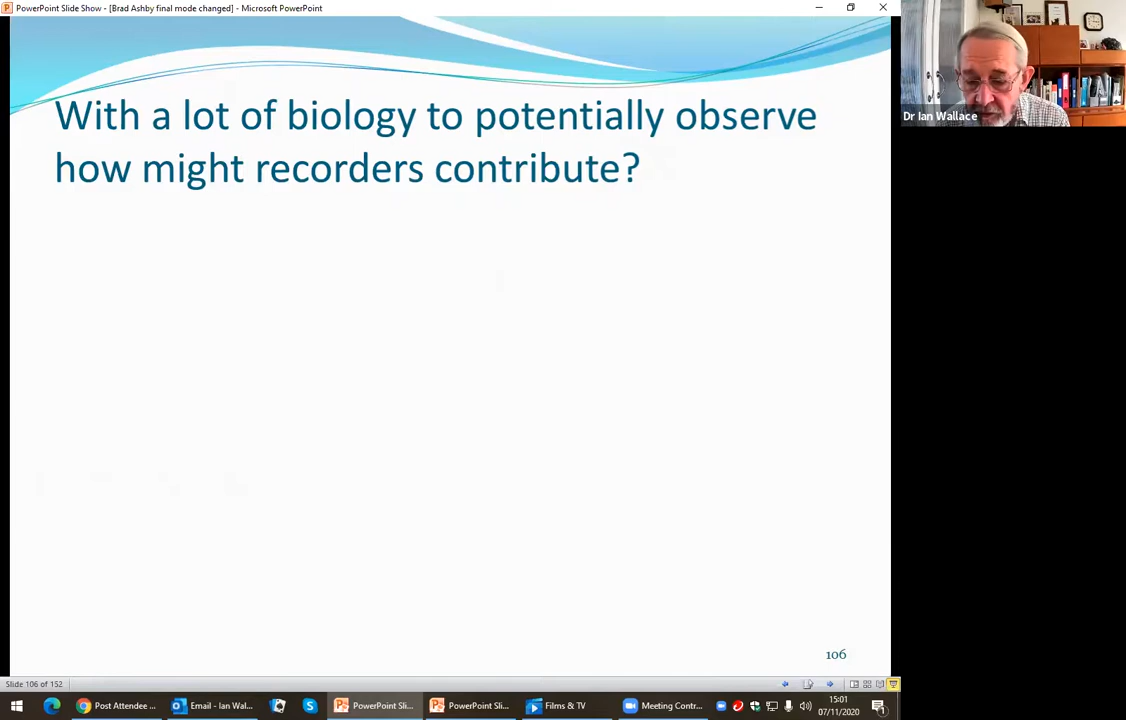 PowerPoint Slide Show - [Brad Ashby final mode changed] - Microsoft PowerPoint
With a lot of biology to potentially observe
how might recorders contribute?
Dr Ian Wallace
106
Slide 106 of 152
Post Attendee ...
Email - Ian Wal...
PowerPoint Sli...
PowerPoint Sli...
Films & TV
Meeting Contr...
15:01
07/11/2020